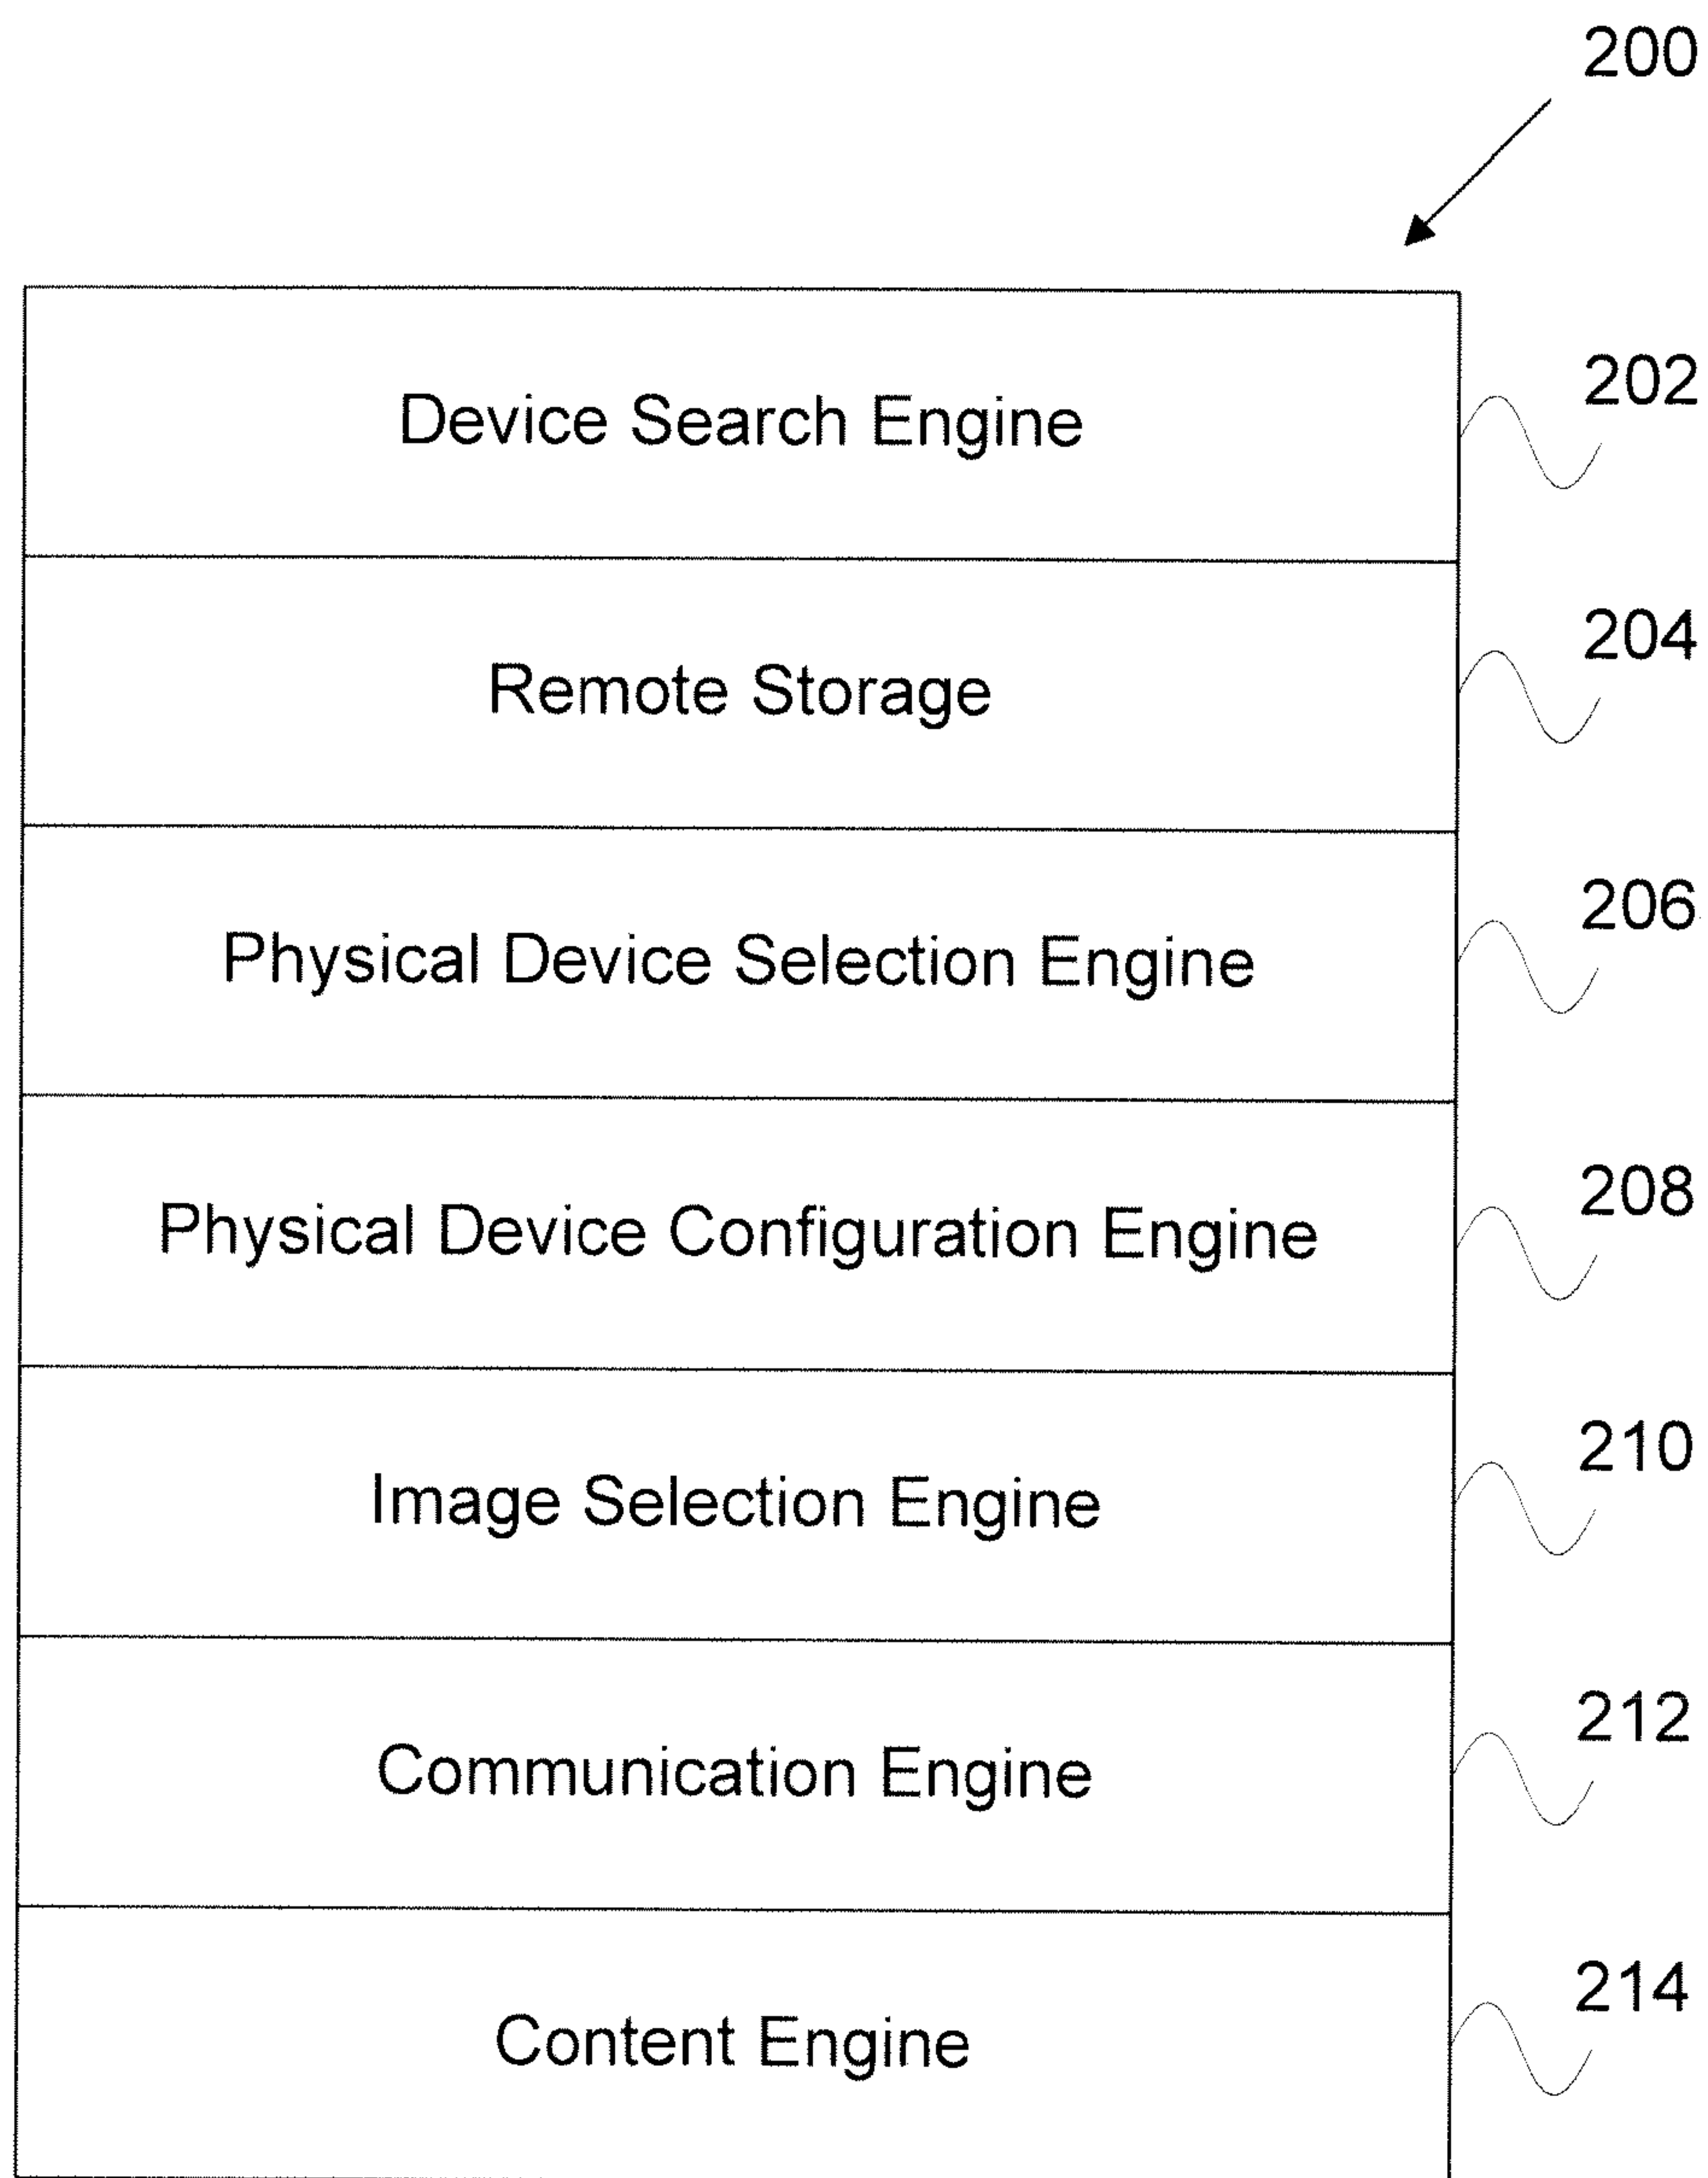 200
Device Search Engine
202
Remote Storage
204
Physical Device Selection Engine
206
Physical Device Configuration Engine
208
Image Selection Engine
210
Communication Engine
212
Content Engine
214